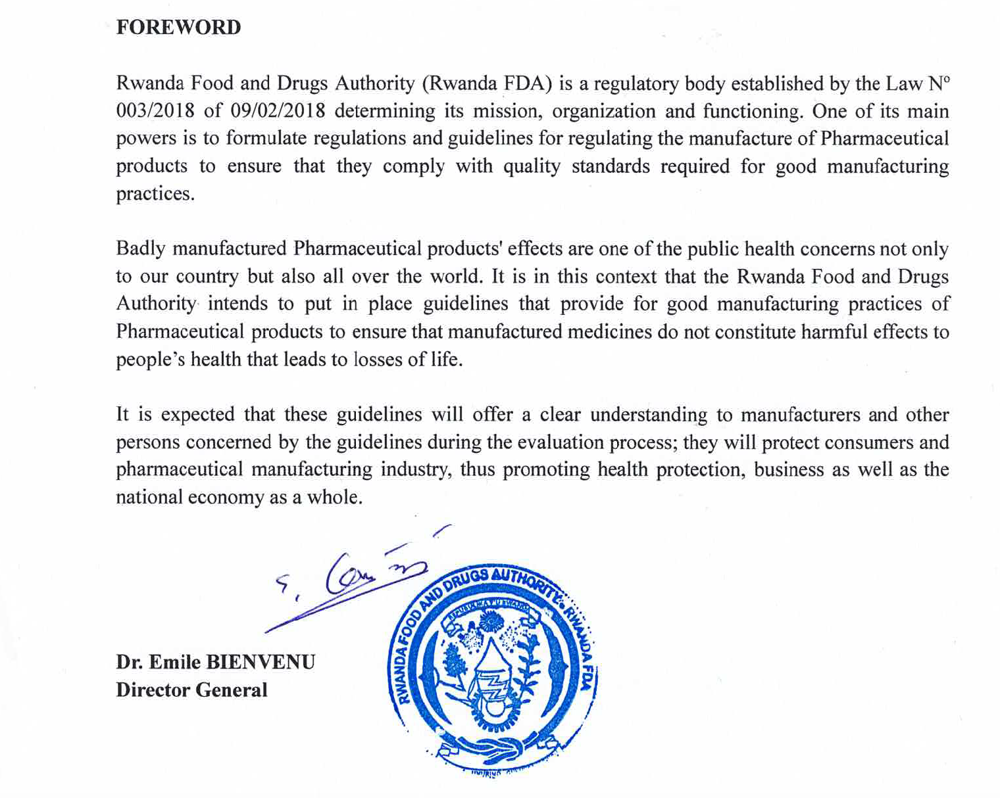 FOREWORD
Rwanda Food and Drugs Authority (Rwanda FDA) is a regulatory body established by the Law Nº
003/2018 of 09/02/2018 determining its mission, organization and functioning. One of its main
powers is to formulate regulations and guidelines for regulating the manufacture of Pharmaceutical
products to ensure that they comply with quality standards required for good manufacturing
practices.
Badly manufactured Pharmaceutical products' effects are one of the public health concerns not only
to our country but also all over the world. It is in this context that the Rwanda Food and Drugs
Authority intends to put in place guidelines that provide for good manufacturing practices of
Pharmaceutical products to ensure that manufactured medicines do not constitute harmful effects to
people’s health that leads to losses of life.
It is expected that these guidelines will offer a clear understanding to manufacturers and other
persons concerned by the guidelines during the evaluation process; they will protect consumers and
pharmaceutical manufacturing industry, thus promoting health protection, business as well as the
national economy as a whole.
Dr. Emile BIENVENU
Director General
RWANDA FOOD AND DRUGS AUTHORITY. RWANDA FDA